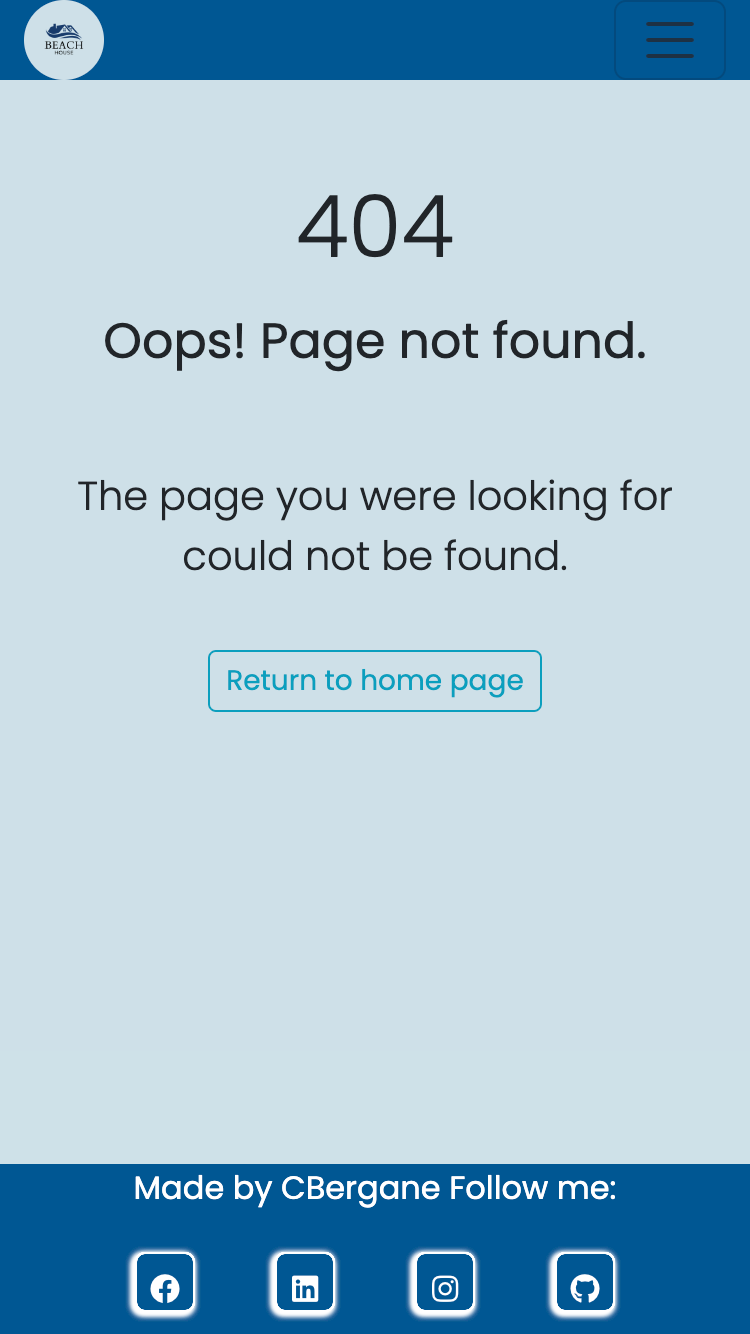 BEACH
HOUSE
404
Oops! Page not found.
The page you were looking for
could not be found.
Return to home page
Made by CBergane Follow me: